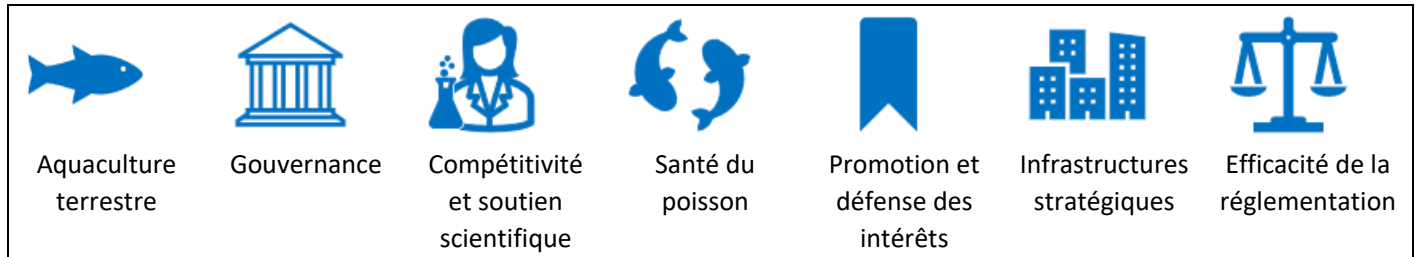 Aquaculture
terrestre
Gouvernance
Compétitivité
et soutien
scientifique
Santé du
poisson
Promotion et
défense des
intérêts
Infrastructures
stratégiques
Efficacité de la
réglementation